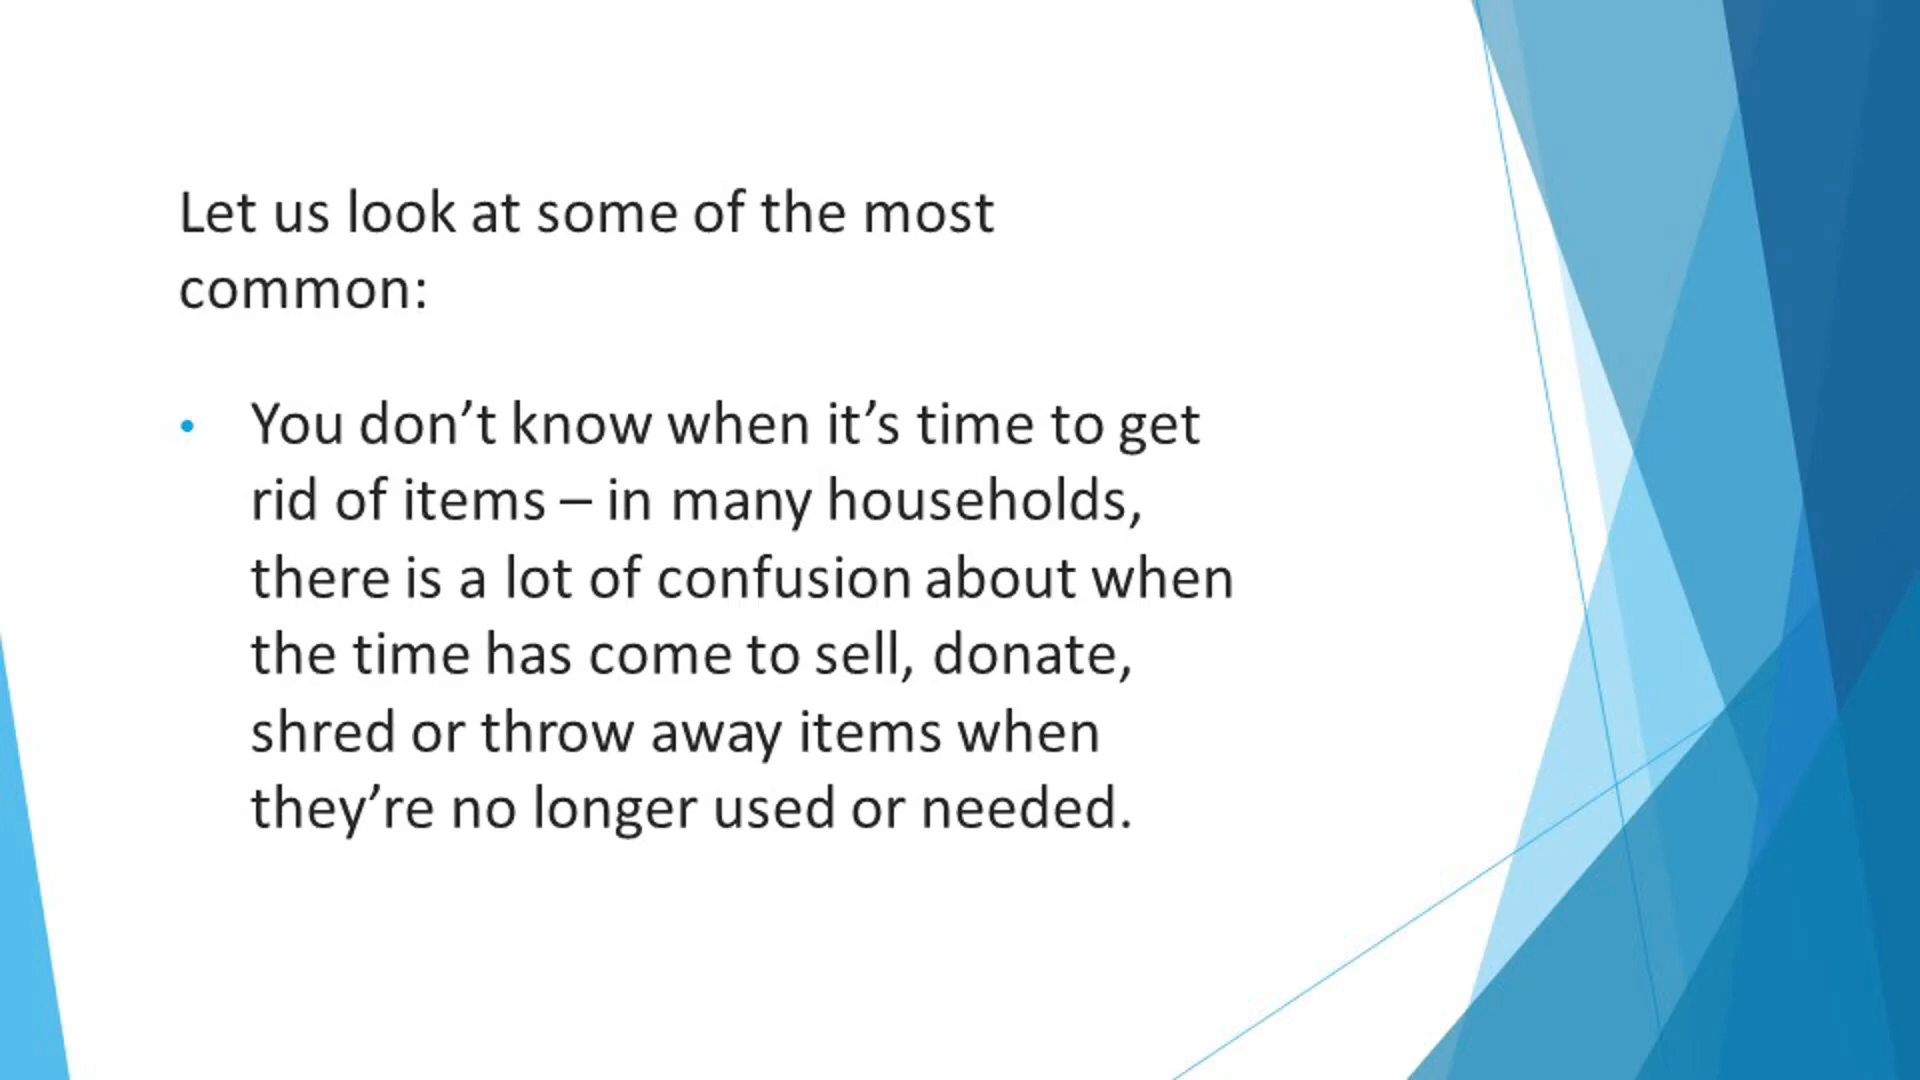 Let us look at some of the most
common:
• You don’t know when it’s time to get
rid of items – in many households,
there is a lot of confusion about when
the time has come to sell, donate,
shred or throw away items when
they’re no longer used or needed.